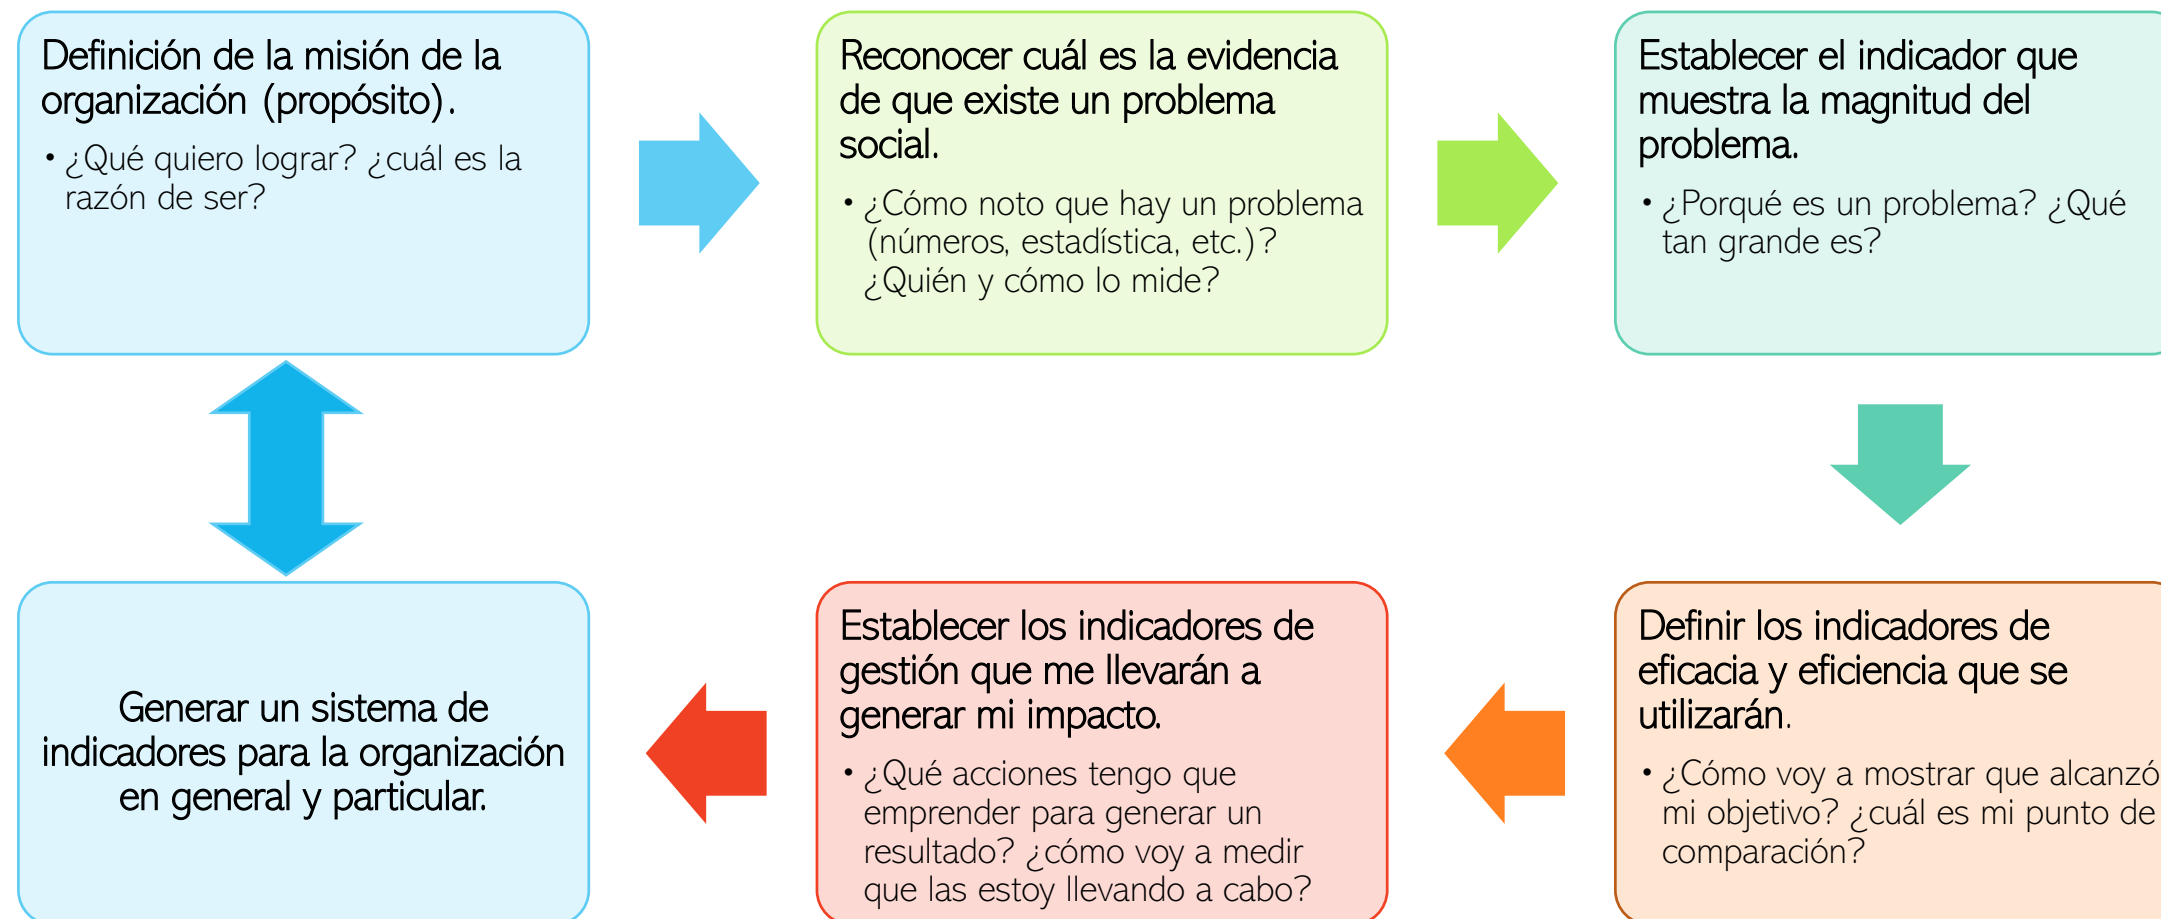 Definición de la misión de la
organización (propósito).
• ¿Qué quiero lograr? ¿cuál es la
razón de ser?
Reconocer cuál es la evidencia
de que existe un problema
social.
• ¿Cómo noto que hay un problema
(números, estadística, etc.)?
¿Quién y cómo lo mide?
Establecer el indicador que
muestra la magnitud del
problema.
• ¿Porqué es un problema? ¿Qué
tan grande es?
Definir los indicadores de
eficacia y eficiencia que se
utilizarán.
• ¿Cómo voy a mostrar que alcanzó
mi objetivo? ¿cuál es mi punto de
comparación?
Establecer los indicadores de
gestión que me llevarán a
generar mi impacto.
• ¿Qué acciones tengo que
emprender para generar un
resultado? ¿cómo voy a medir
que las estoy llevando a cabo?
Generar un sistema de
indicadores para la organización
en general y particular.